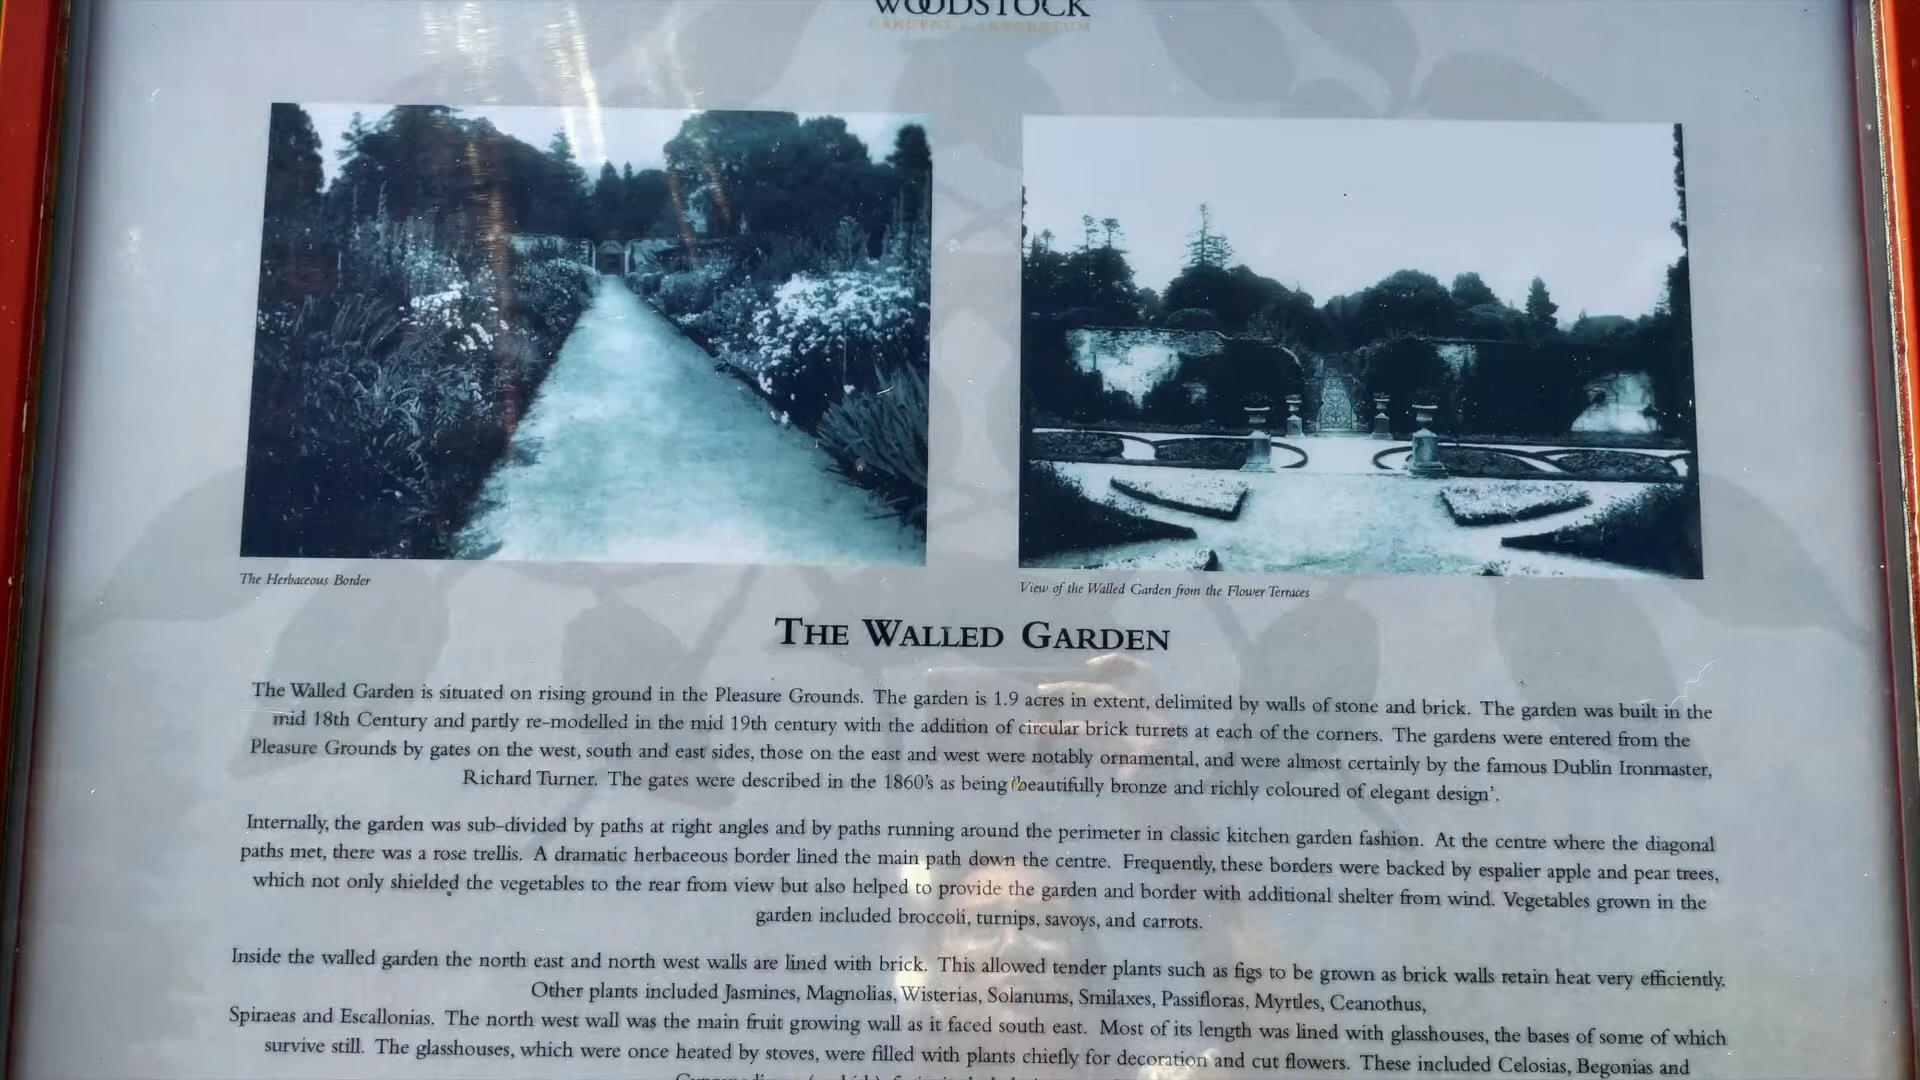 WOODSTOCK
GARDENS & ARBORETUM
The Herbaceous Border
View of the Walled Garden from the Flower Terraces
THE WALLED GARDEN
The Walled Garden is situated on rising ground in the Pleasure Grounds. The garden is 1.9 acres in extent, delimited by walls of stone and brick. The garden was built in the
mid 18th Century and partly re-modelled in the mid 19th century with the addition of circular brick turrets at each of the corners. The gardens were entered from the
Pleasure Grounds by gates on the west, south and east sides, those on the east and west were notably ornamental, and were almost certainly by the famous Dublin Ironmaster,
Richard Turner. The gates were described in the 1860's as being 'beautifully bronze and richly coloured of elegant design'.
Internally, the garden was sub-divided by paths at right angles and by paths running around the perimeter in classic kitchen garden fashion. At the centre where the diagonal
paths met, there was a rose trellis. A dramatic herbaceous border lined the main path down the centre. Frequently, these borders were backed by espalier apple and pear trees,
which not only shielded the vegetables to the rear from view but also helped to provide the garden and border with additional shelter from wind. Vegetables grown in the
garden included broccoli, turnips, savoys, and carrots.
Inside the walled garden the north east and north west walls are lined with brick. This allowed tender plants such as figs to be grown as brick walls retain heat very efficiently.
Other plants included Jasmines, Magnolias, Wisterias, Solanums, Smilaxes, Passifloras, Myrtles, Ceanothus,
Spiraeas and Escallonias. The north west wall was the main fruit growing wall as it faced south east. Most of its length was lined with glasshouses, the bases of some of which
survive still. The glasshouses, which were once heated by stoves, were filled with plants chiefly for decoration and cut flowers. These included Celosias, Begonias and